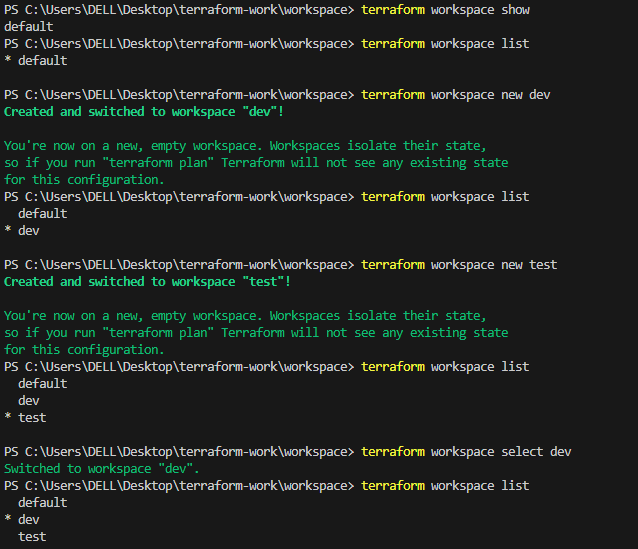 PS C:\Users\DELL\Desktop\terraform-work\workspace> terraform workspace show
default
PS C:\Users\DELL\Desktop\terraform-work\workspace> terraform workspace list
* default
PS C:\Users\DELL\Desktop\terraform-work\workspace> terraform workspace new dev
Created and switched to workspace "dev"!
You're now on a new, empty workspace. Workspaces isolate their state,
so if you run "terraform plan" Terraform will not see any existing state
for this configuration.
PS C:\Users\DELL\Desktop\terraform-work\workspace> terraform workspace list
  default
* dev
PS C:\Users\DELL\Desktop\terraform-work\workspace> terraform workspace new test
Created and switched to workspace "test"!
You're now on a new, empty workspace. Workspaces isolate their state,
so if you run "terraform plan" Terraform will not see any existing state
for this configuration.
PS C:\Users\DELL\Desktop\terraform-work\workspace> terraform workspace list
  default
  dev
* test
PS C:\Users\DELL\Desktop\terraform-work\workspace> terraform workspace select dev
Switched to workspace "dev".
PS C:\Users\DELL\Desktop\terraform-work\workspace> terraform workspace list
  default
* dev
  test